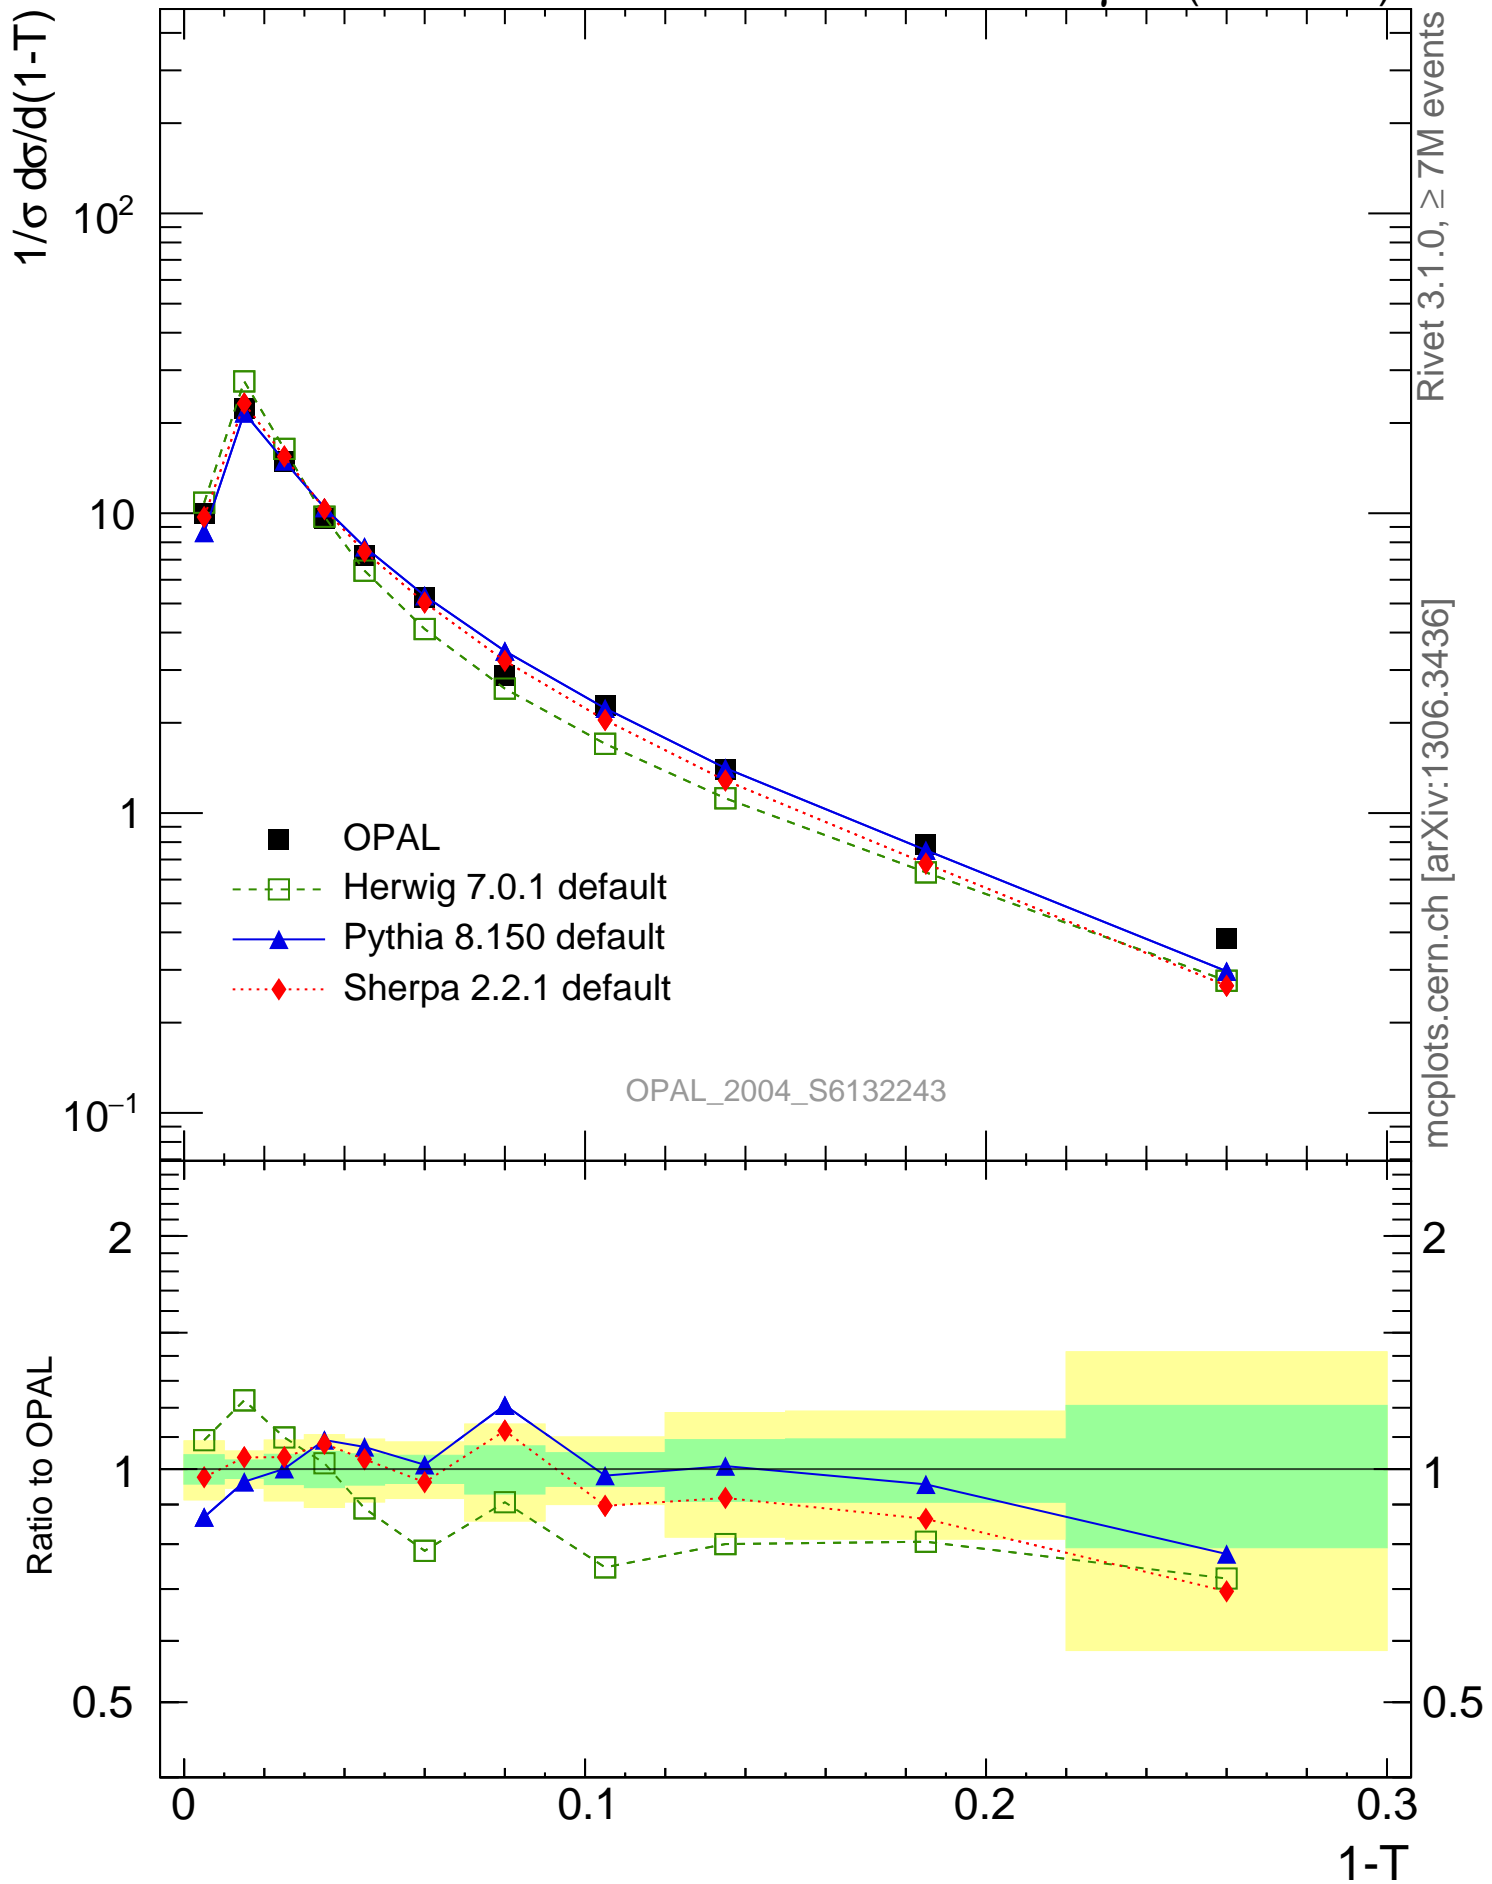 1/σ dσ/d(1-T)
10²
10
1
10⁻¹
OPAL
Herwig 7.0.1 default
Pythia 8.150 default
Sherpa 2.2.1 default
OPAL_2004_S6132243
Rivet 3.1.0, ≥ 7M events
mcplots.cern.ch [arXiv:1306.3436]
Ratio to OPAL
2
1
0.5
2
1
0.5
0 0.1 0.2 0.3
1-T